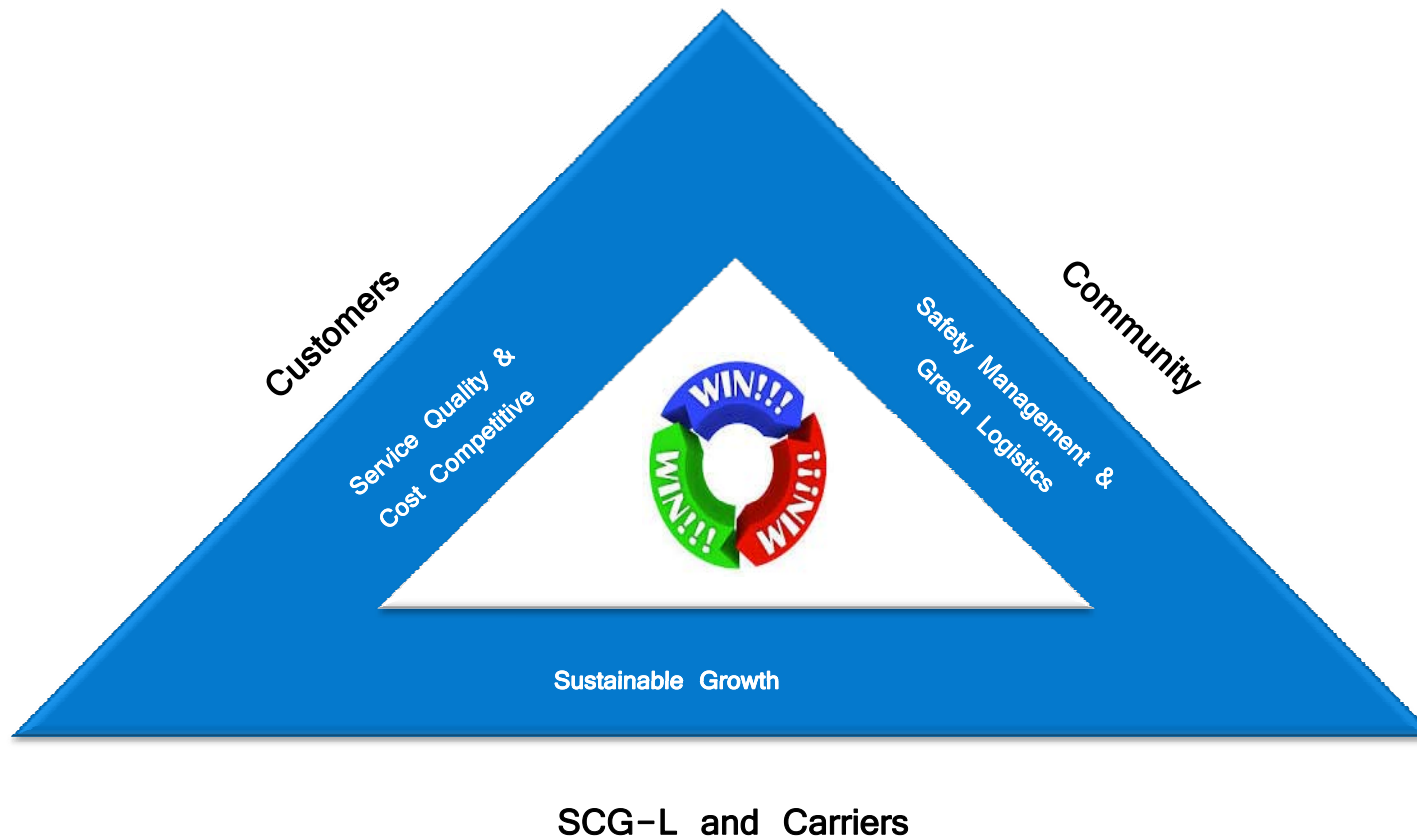 Customers
Service Quality &
Cost Competitive
Community
Safety Management &
Green Logistics
WIN!!!
WIN!!!
WIN!!!
Sustainable Growth
SCG-L and Carriers